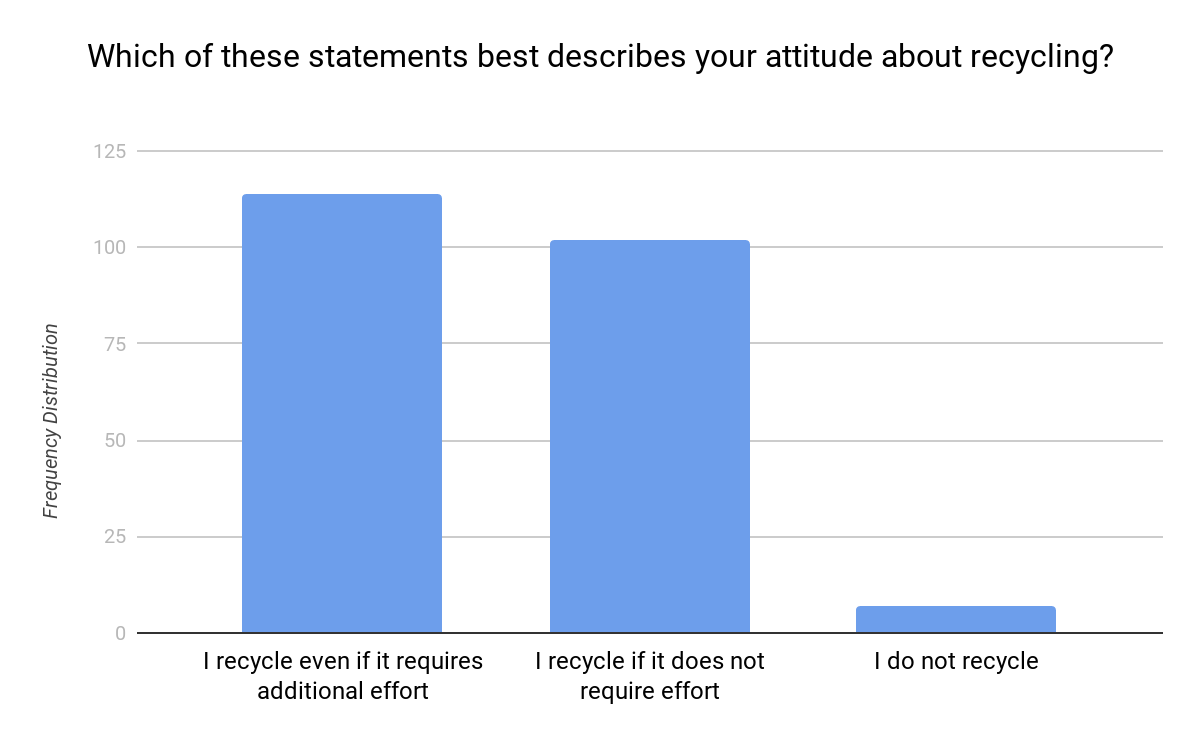 Which of these statements best describes your attitude about recycling?
125
100
75
50
25
0
Frequency Distribution
I recycle even if it requires
additional effort
I recycle if it does not
require effort
I do not recycle